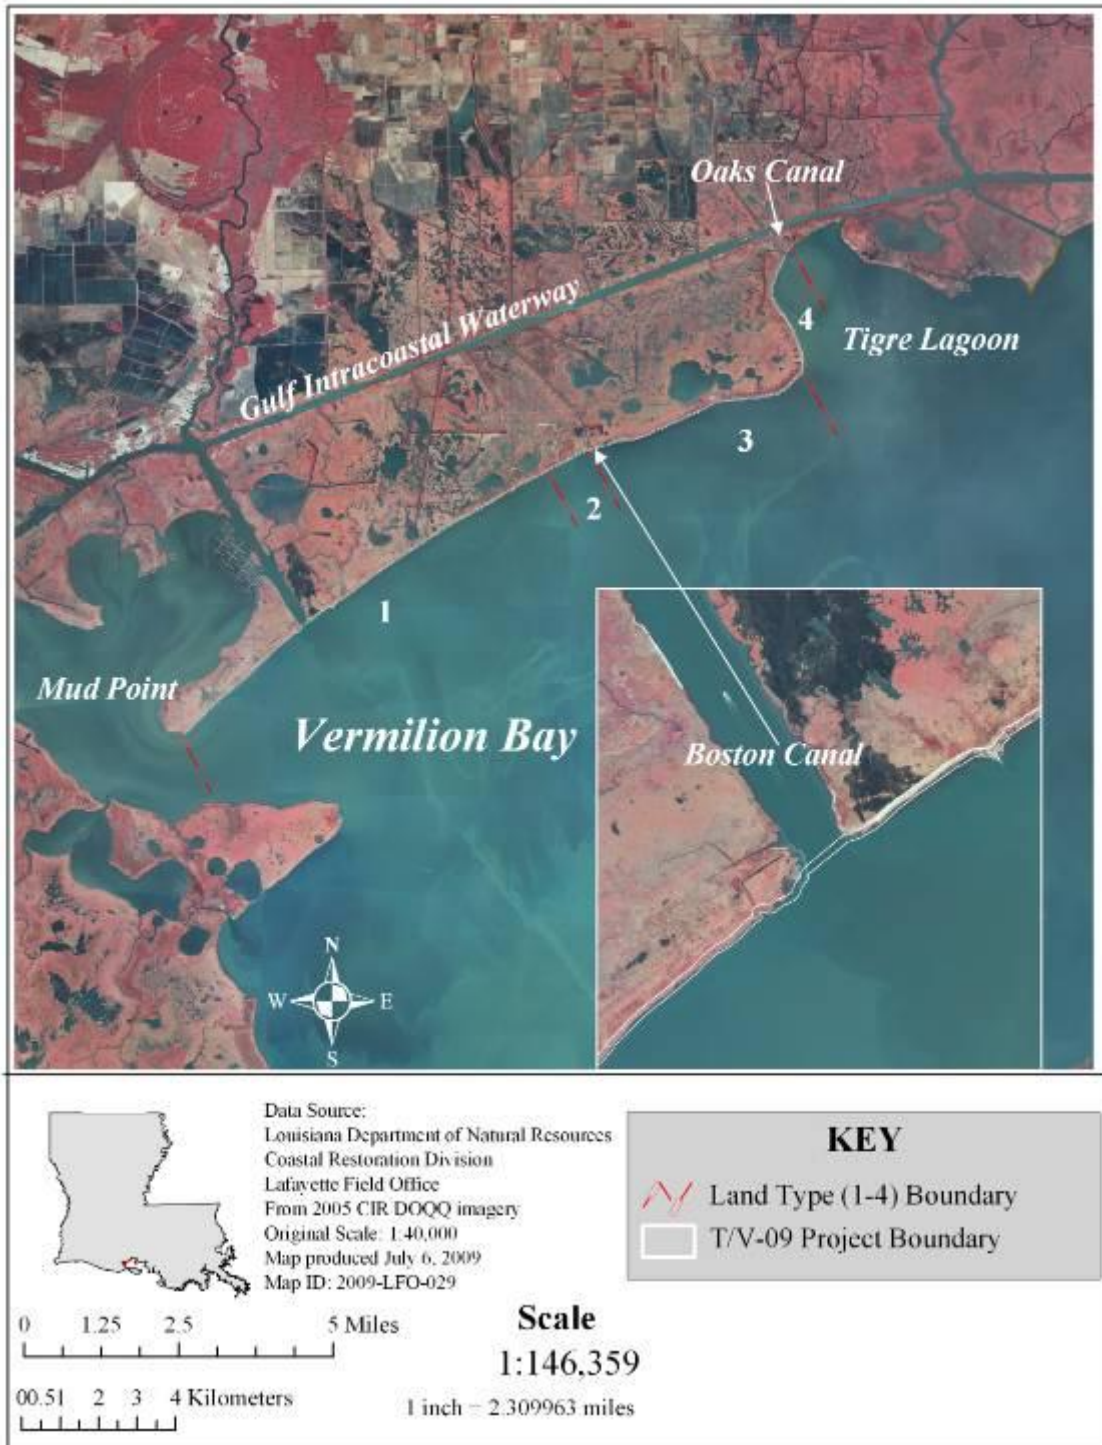 Oaks Canal
Gulf Intracoastal Waterway
4
Tigre Lagoon
3
2
1
Mud Point
Vermilion Bay
Boston Canal
N
W E
S
Data Source:
Louisiana Department of Natural Resources
Coastal Restoration Division
Lafayette Field Office
From 2005 CIR DOQQ imagery
Original Scale: 1:40,000
Map produced July 6, 2009
Map ID: 2009-LFO-029
KEY
Land Type (1-4) Boundary
T/V-09 Project Boundary
0 1.25 2.5 5 Miles
00.51 2 3 4 Kilometers
Scale
1:146,359
1 inch = 2.309963 miles